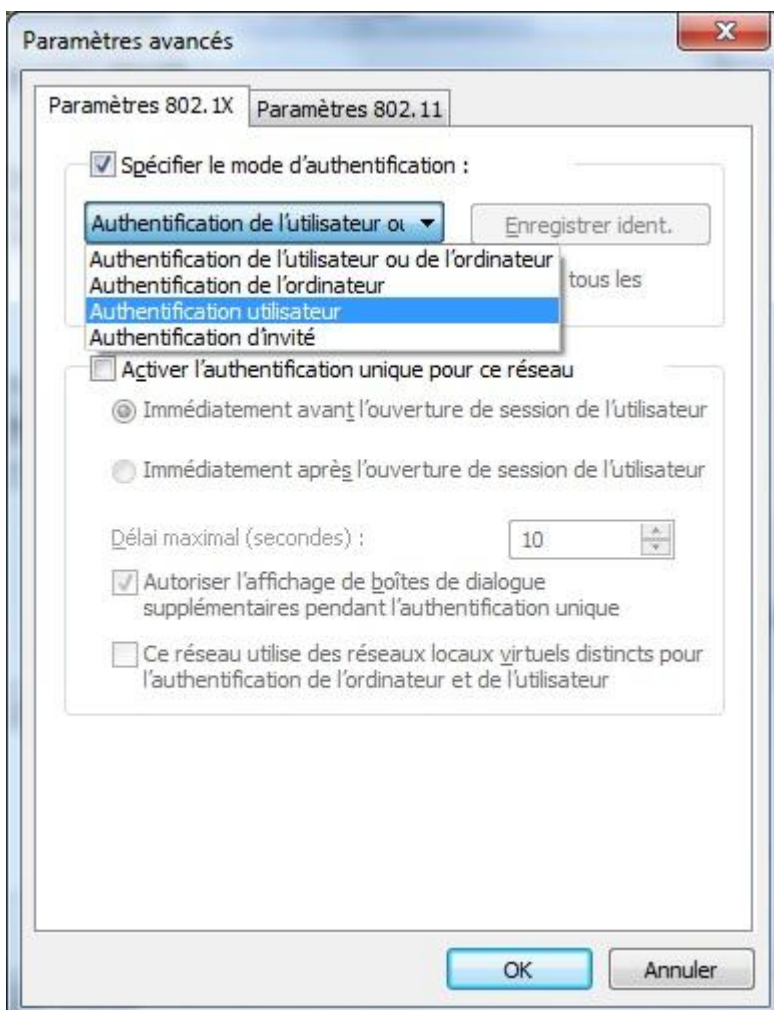 Paramètres avancés
Paramètres 802.1X Paramètres 802.11
Spécifier le mode d'authentification :
Authentification de l'utilisateur Enregistrer ident.
Authentification de l'utilisateur ou de l'ordinateur
Authentification de l'ordinateur tous les
Authentification utilisateur
Authentification d'invité
Activer l'authentification unique pour ce réseau
Immédiatement avant l'ouverture de session de l'utilisateur
Immédiatement après l'ouverture de session de l'utilisateur
Délai maximal (secondes) : 10
Autoriser l'affichage de boîtes de dialogue
supplémentaires pendant l'authentification unique
Ce réseau utilise des réseaux locaux virtuels distincts pour
l'authentification de l'ordinateur et de l'utilisateur
OK Annuler